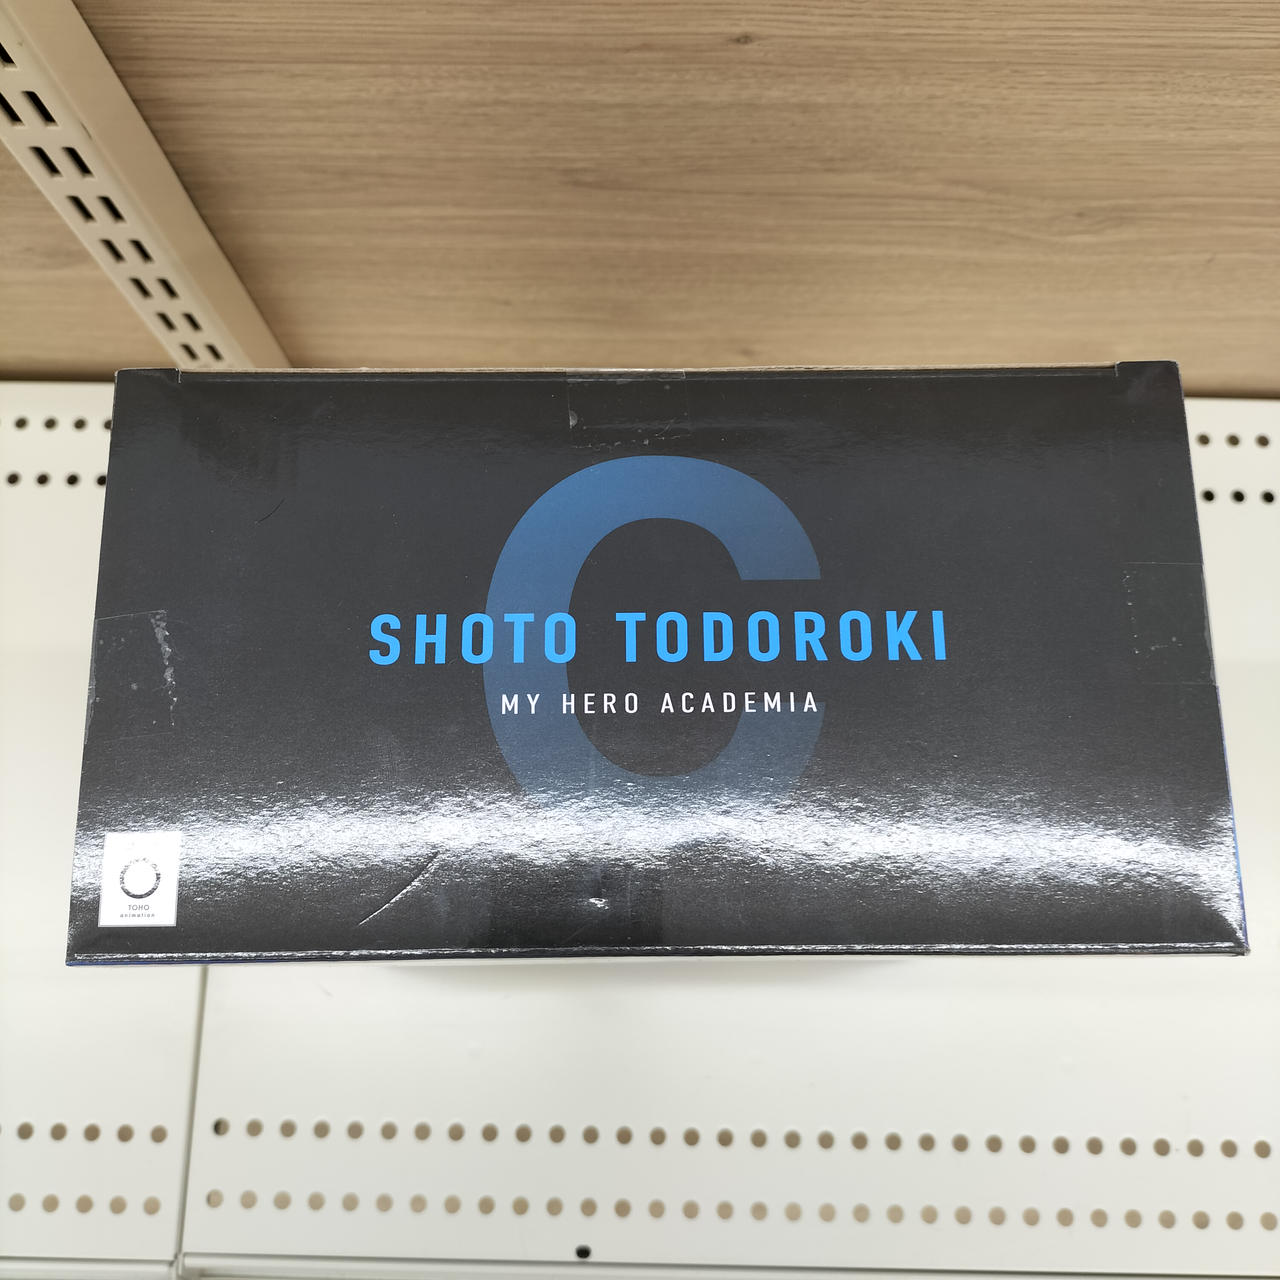 C
SHOTO TODOROKI
MY HERO ACADEMIA
TOHO
animation